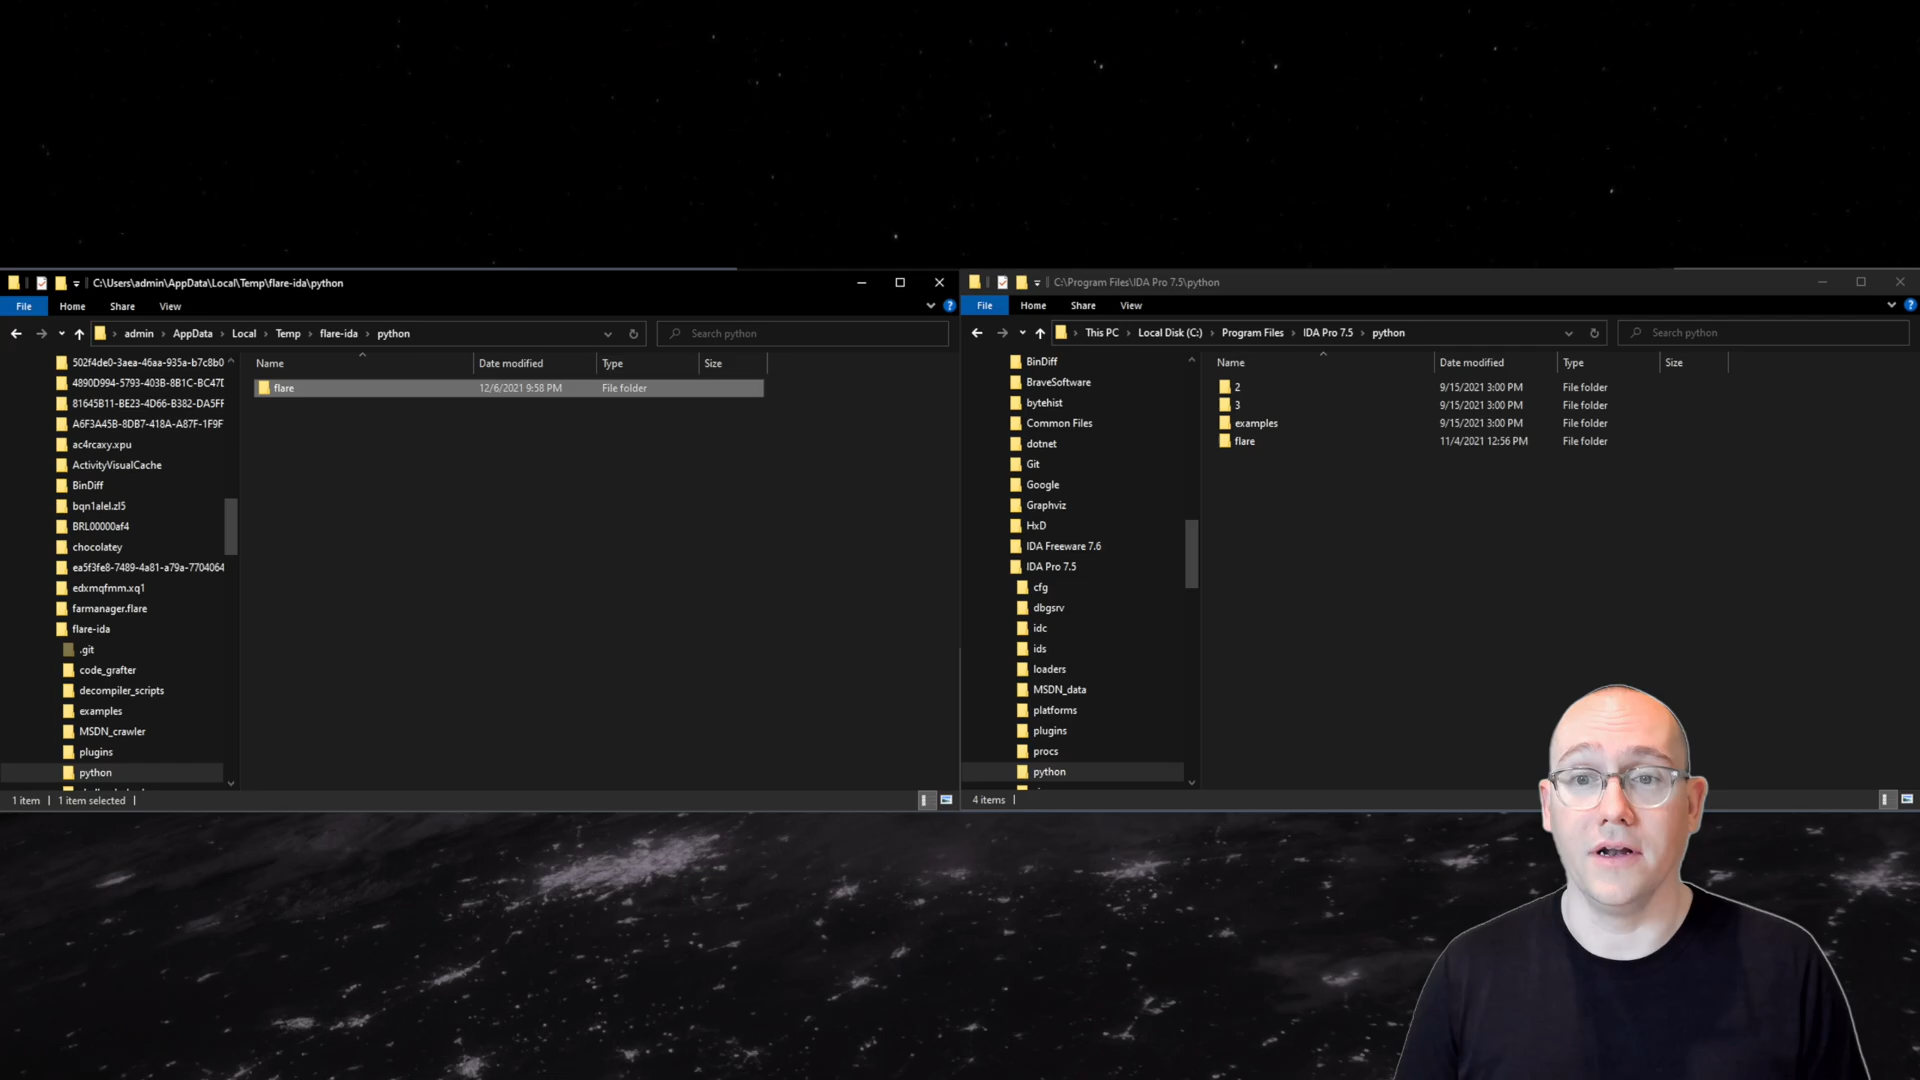 C:\Users\admin\AppData\Local\Temp\flare-ida\python
File Home Share View
admin AppData Local Temp flare-ida python
Search python
Name Date modified Type Size
flare 12/6/2021 9:58 PM File folder
502f4de0-3aea-46aa-935a-b7c8b0
4890D994-5793-403B-8B1C-BC47D
81645B11-BE23-4D66-B382-DA5FF
A6F3A45B-8DB7-418A-A87F-1F9F
ac4rcaxy.xpu
ActivityVisualCache
BinDiff
bqn1alel.zl5
BRL00000af4
chocolatey
ea5f3fe8-7489-4a81-a79a-7704064
edxmqfmm.xq1
farmanager.flare
flare-ida
.git
code_grafter
decompiler_scripts
examples
MSDN_crawler
plugins
python
1 item 1 item selected
C:\Program Files\IDA Pro 7.5\python
File Home Share View
This PC Local Disk (C:) Program Files IDA Pro 7.5 python
Search python
Name Date modified Type Size
2 9/15/2021 3:00 PM File folder
3 9/15/2021 3:00 PM File folder
examples 9/15/2021 3:00 PM File folder
flare 11/4/2021 12:56 PM File folder
BinDiff
BraveSoftware
bytehist
Common Files
dotnet
Git
Google
Graphviz
HxD
IDA Freeware 7.6
IDA Pro 7.5
cfg
dbgsrv
idc
ids
loaders
MSDN_data
platforms
plugins
procs
python
4 items